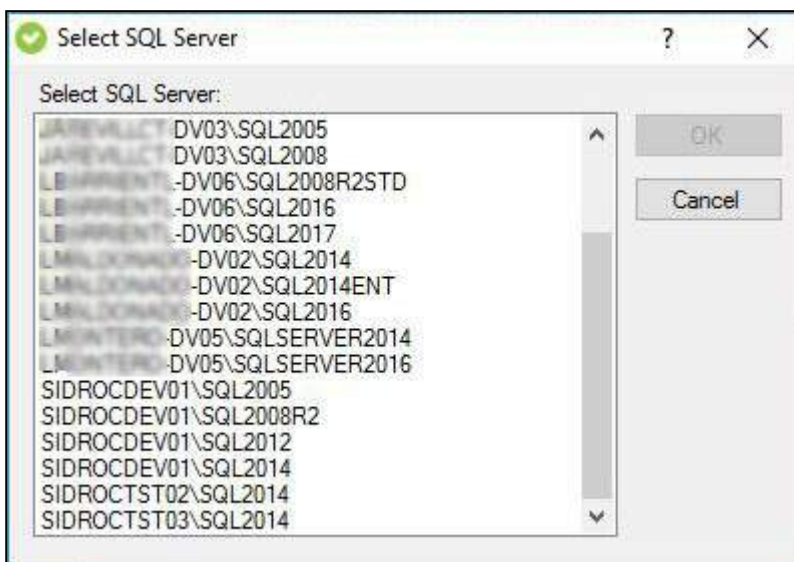 Select SQL Server
?
Select SQL Server:
DV03\SQL2005
DV03\SQL2008
-DV06\SQL2008R2STD
-DV06\SQL2016
-DV06\SQL2017
-DV02\SQL2014
-DV02\SQL2014ENT
-DV02\SQL2016
-DV05\SQLSERVER2014
-DV05\SQLSERVER2016
SIDROCDEV01\SQL2005
SIDROCDEV01\SQL2008R2
SIDROCDEV01\SQL2012
SIDROCDEV01\SQL2014
SIDROCTST02\SQL2014
SIDROCTST03\SQL2014
OK
Cancel